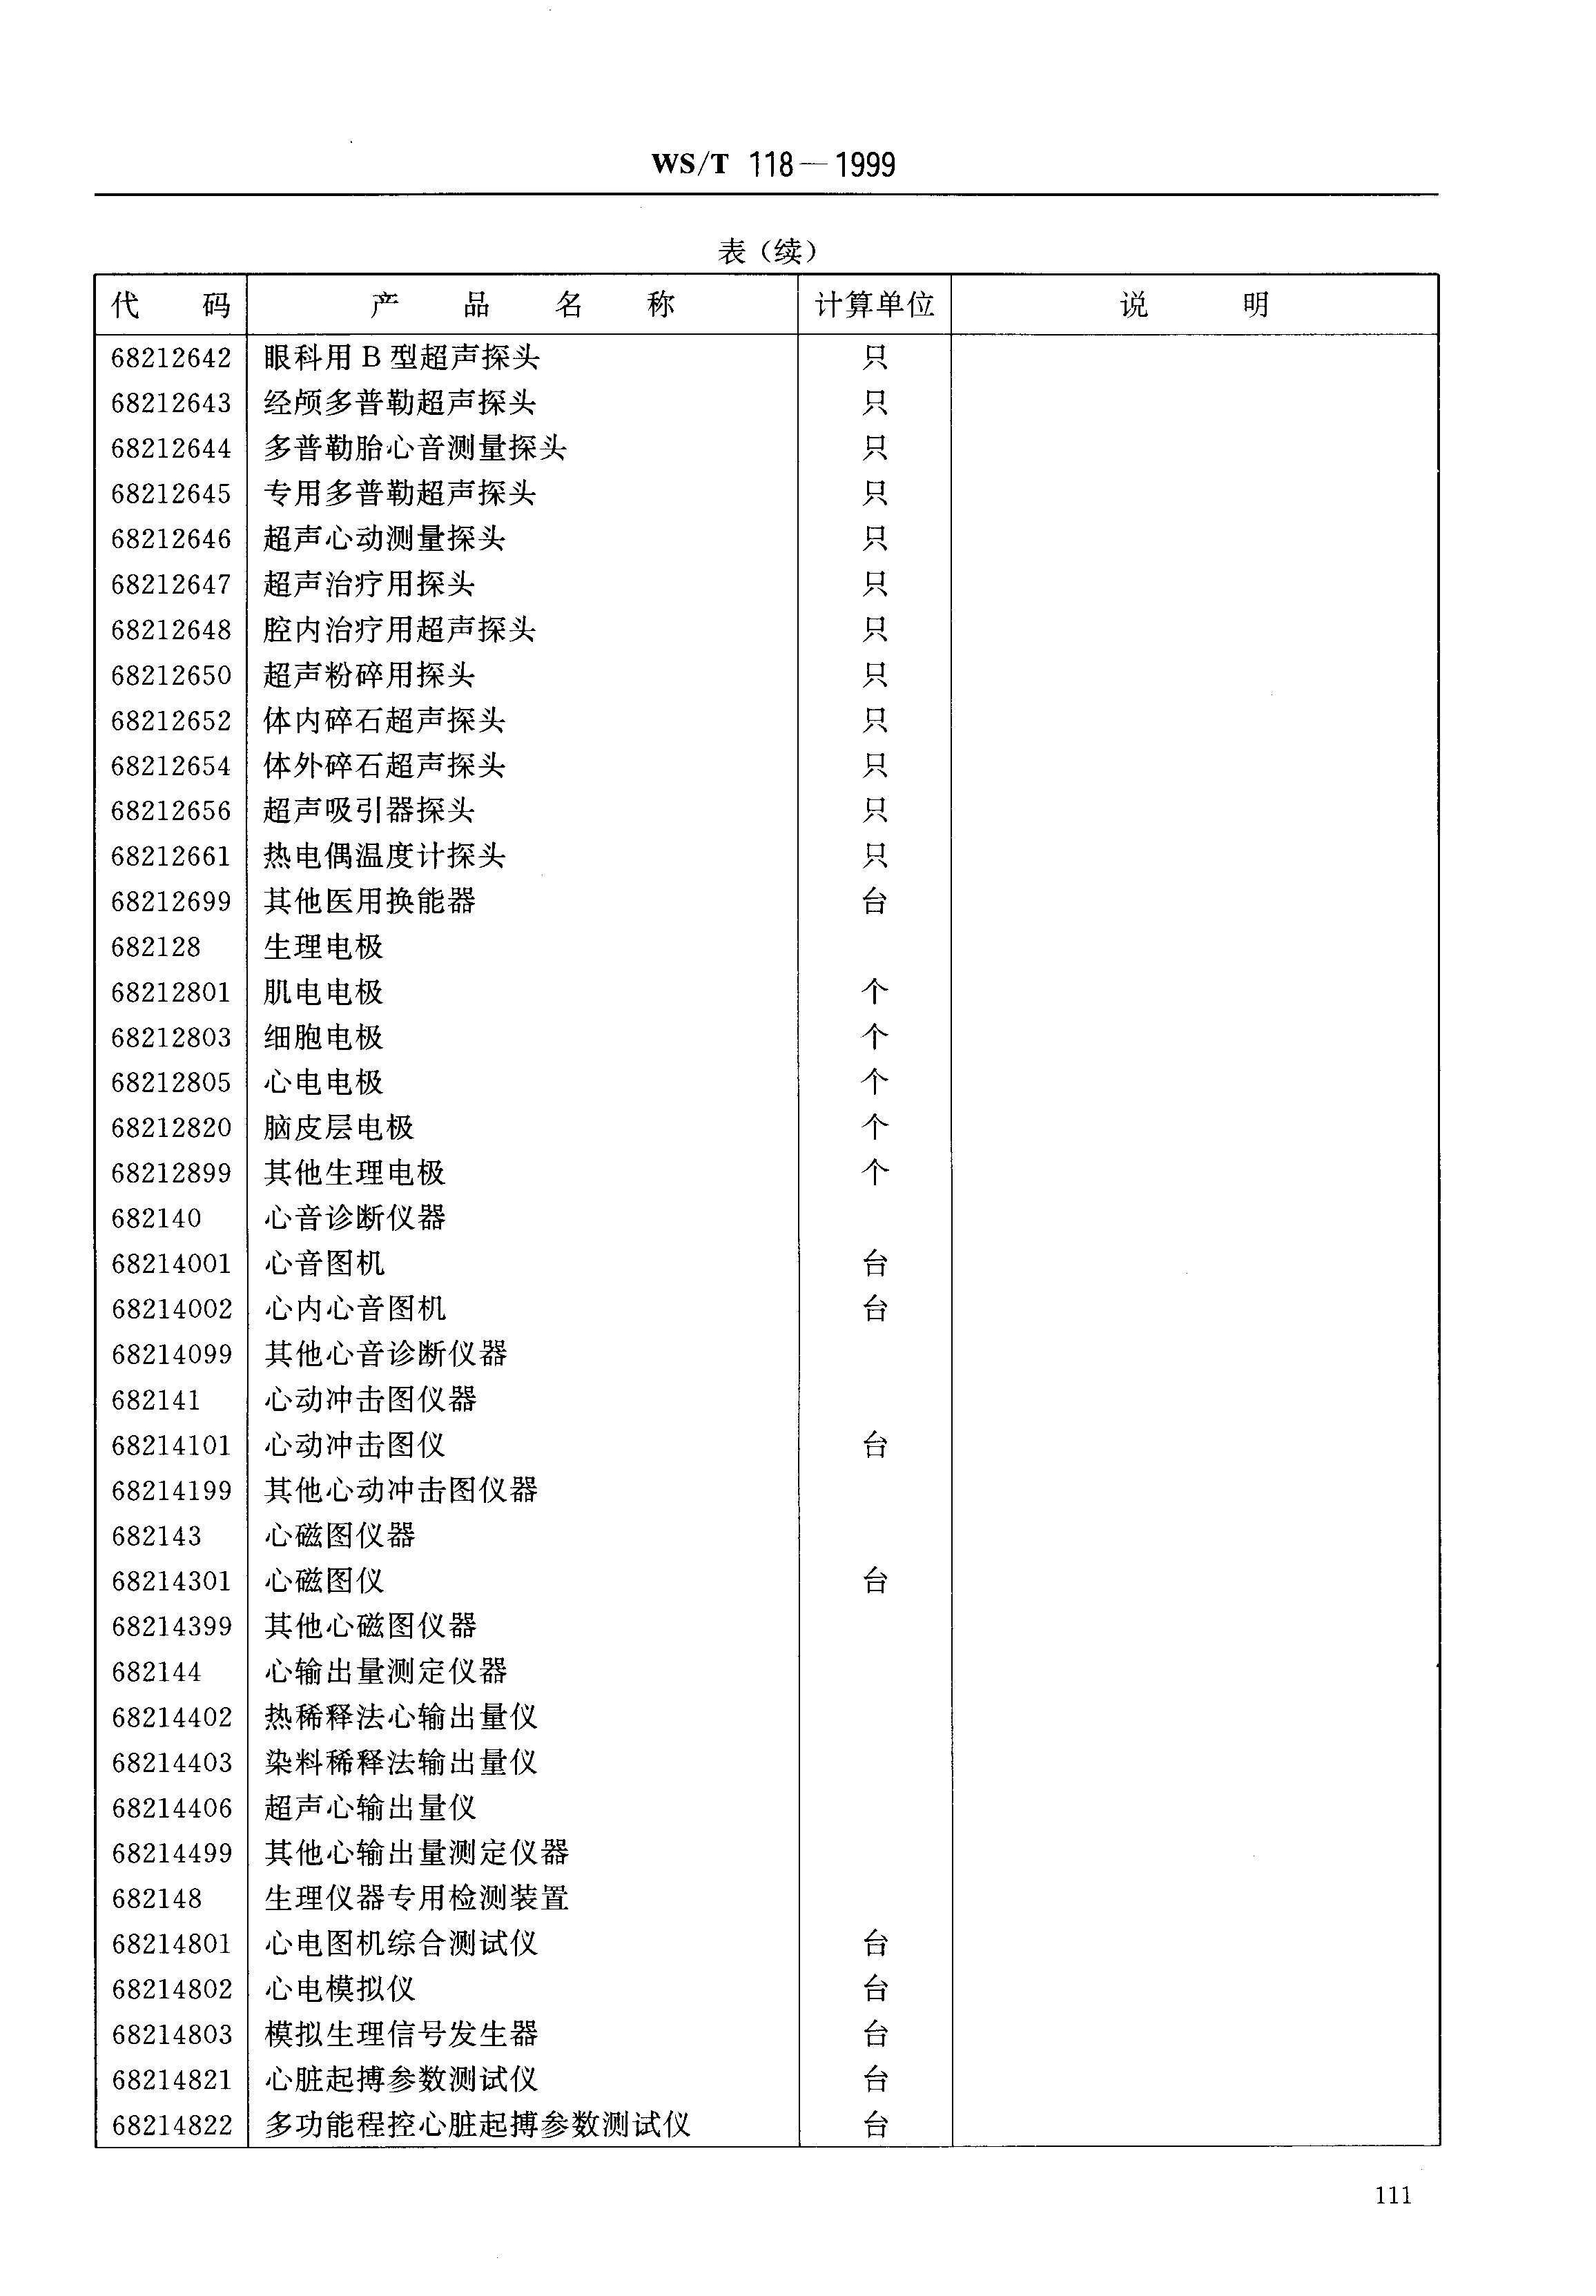 WS/T 118—1999
表（续）
代 码 产 品 名 称 计算单位 说 明
68212642 眼科用 B 型超声探头 只
68212643 经颅多普勒超声探头 只
68212644 多普勒胎心音测量探头 只
68212645 专用多普勒超声探头 只
68212646 超声心动测量探头 只
68212647 超声治疗用探头 只
68212648 腔内治疗用超声探头 只
68212650 超声粉碎用探头 只
68212652 体内碎石超声探头 只
68212654 体外碎石超声探头 只
68212656 超声吸引器探头 只
68212661 热电偶温度计探头 只
68212699 其他医用换能器 台
682128 生理电极
68212801 肌电电极 个
68212803 细胞电极 个
68212805 心电电极 个
68212820 脑皮层电极 个
68212899 其他生理电极 个
682140 心音诊断仪器
68214001 心音图机 台
68214002 心内心音图机 台
68214099 其他心音诊断仪器
682141 心动冲击图仪器
68214101 心动冲击图仪 台
68214199 其他心动冲击图仪器
682143 心磁图仪器
68214301 心磁图仪 台
68214399 其他心磁图仪器
682144 心输出量测定仪器
68214402 热稀释法心输出量仪
68214403 染料稀释法输出量仪
68214406 超声心输出量仪
68214499 其他心输出量测定仪器
682148 生理仪器专用检测装置
68214801 心电图机综合测试仪 台
68214802 心电模拟仪 台
68214803 模拟生理信号发生器 台
68214821 心脏起搏参数测试仪 台
68214822 多功能程控心脏起搏参数测试仪 台
111